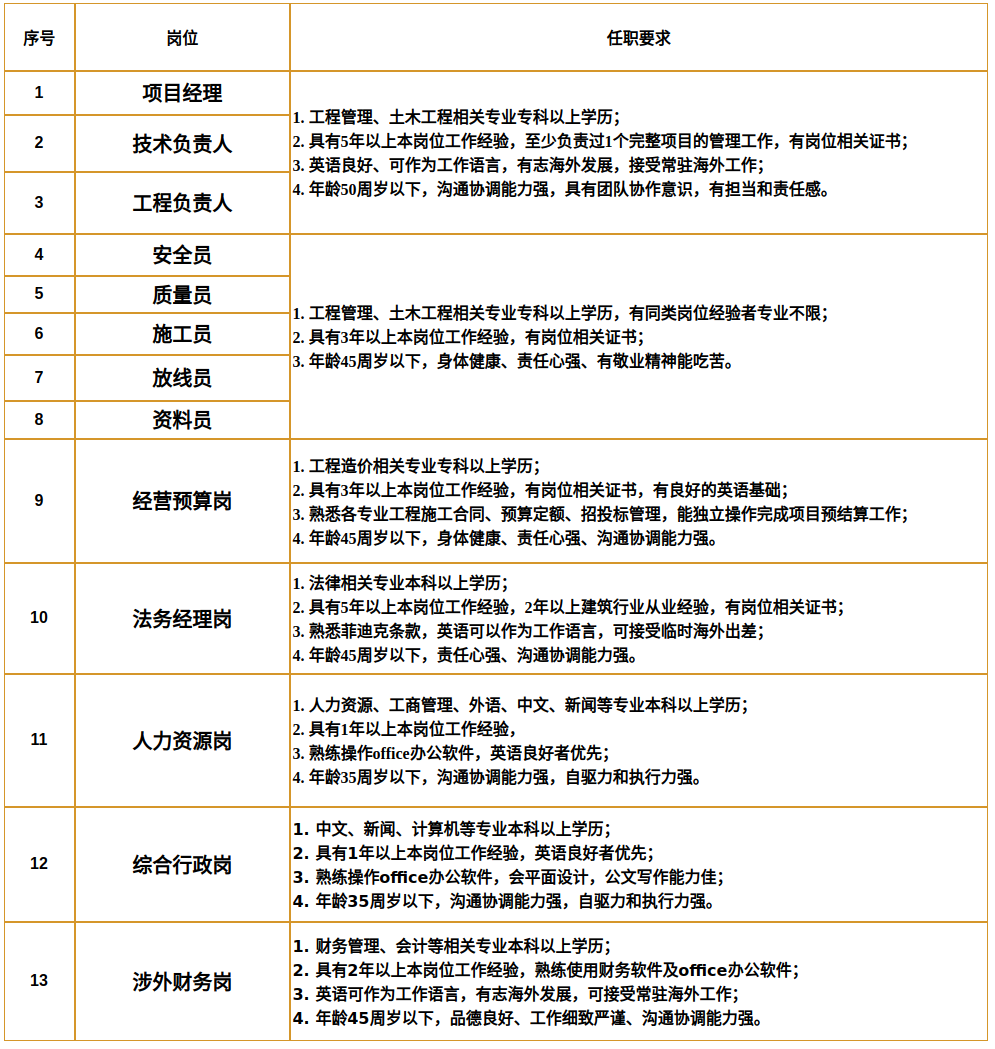 序号 岗位 任职要求
1 项目经理
2 技术负责人
3 工程负责人
1. 工程管理、土木工程相关专业专科以上学历；
2. 具有5年以上本岗位工作经验，至少负责过1个完整项目的管理工作，有岗位相关证书；
3. 英语良好、可作为工作语言，有志海外发展，接受常驻海外工作；
4. 年龄50周岁以下，沟通协调能力强，具有团队协作意识，有担当和责任感。
4 安全员
5 质量员
6 施工员
7 放线员
8 资料员
1. 工程管理、土木工程相关专业专科以上学历，有同类岗位经验者专业不限；
2. 具有3年以上本岗位工作经验，有岗位相关证书；
3. 年龄45周岁以下，身体健康、责任心强、有敬业精神能吃苦。
9 经营预算岗
1. 工程造价相关专业专科以上学历；
2. 具有3年以上本岗位工作经验，有岗位相关证书，有良好的英语基础；
3. 熟悉各专业工程施工合同、预算定额、招投标管理，能独立操作完成项目预结算工作；
4. 年龄45周岁以下，身体健康、责任心强、沟通协调能力强。
10 法务经理岗
1. 法律相关专业本科以上学历；
2. 具有5年以上本岗位工作经验，2年以上建筑行业从业经验，有岗位相关证书；
3. 熟悉菲迪克条款，英语可以作为工作语言，可接受临时海外出差；
4. 年龄45周岁以下，责任心强、沟通协调能力强。
11 人力资源岗
1. 人力资源、工商管理、外语、中文、新闻等专业本科以上学历；
2. 具有1年以上本岗位工作经验，
3. 熟练操作office办公软件，英语良好者优先；
4. 年龄35周岁以下，沟通协调能力强，自驱力和执行力强。
12 综合行政岗
1. 中文、新闻、计算机等专业本科以上学历；
2. 具有1年以上本岗位工作经验，英语良好者优先；
3. 熟练操作office办公软件，会平面设计，公文写作能力佳；
4. 年龄35周岁以下，沟通协调能力强，自驱力和执行力强。
13 涉外财务岗
1. 财务管理、会计等相关专业本科以上学历；
2. 具有2年以上本岗位工作经验，熟练使用财务软件及office办公软件；
3. 英语可作为工作语言，有志海外发展，可接受常驻海外工作；
4. 年龄45周岁以下，品德良好、工作细致严谨、沟通协调能力强。